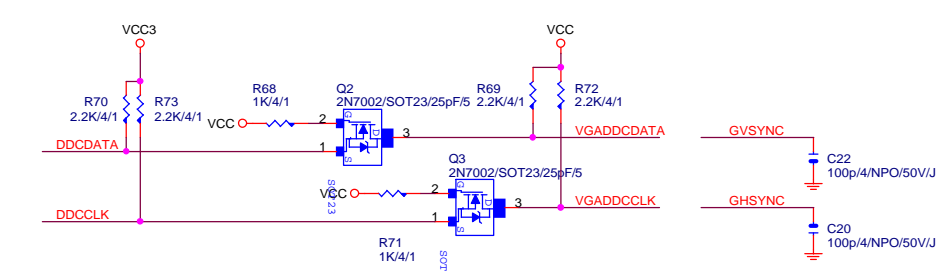 VCC3
VCC
R70
2.2K/4/1
R73
2.2K/4/1
R68
1K/4/1
Q2
2N7002/SOT23/25pF/5
R69
2.2K/4/1
R72
2.2K/4/1
VCC
2
G
D
S
3
1
DDCDATA
VGADDCDATA
GVSYNC
C22
100p/4/NPO/50V/J
Q3
2N7002/SOT23/25pF/5
SOT23
VCC
2
G
D
S
3
1
DDCCLK
VGADDCCLK
GHSYNC
C20
100p/4/NPO/50V/J
R71
1K/4/1
SOT